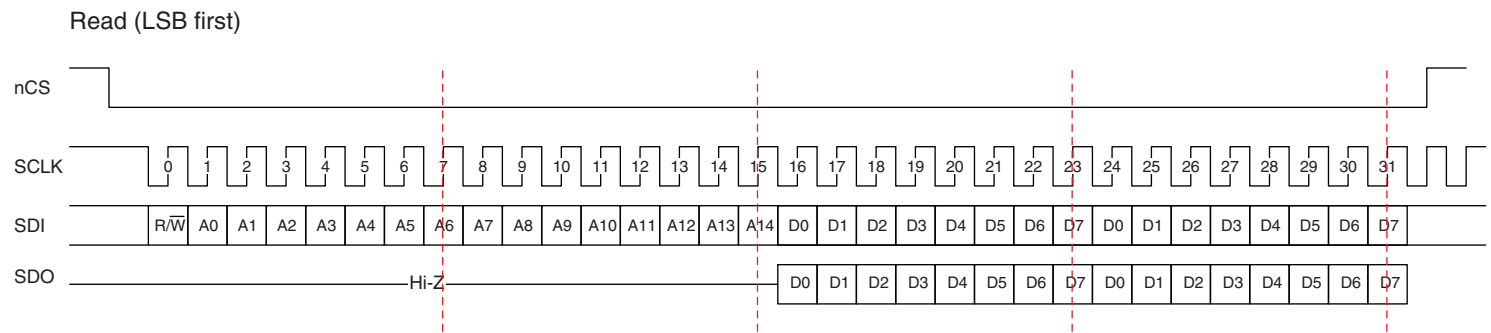 Read (LSB first)
nCS
SCLK 0 1 2 3 4 5 6 7 8 9 10 11 12 13 14 15 16 17 18 19 20 21 22 23 24 25 26 27 28 29 30 31
SDI R/W̅ A0 A1 A2 A3 A4 A5 A6 A7 A8 A9 A10 A11 A12 A13 A14 D0 D1 D2 D3 D4 D5 D6 D7 D0 D1 D2 D3 D4 D5 D6 D7
SDO Hi-Z D0 D1 D2 D3 D4 D5 D6 D7 D0 D1 D2 D3 D4 D5 D6 D7